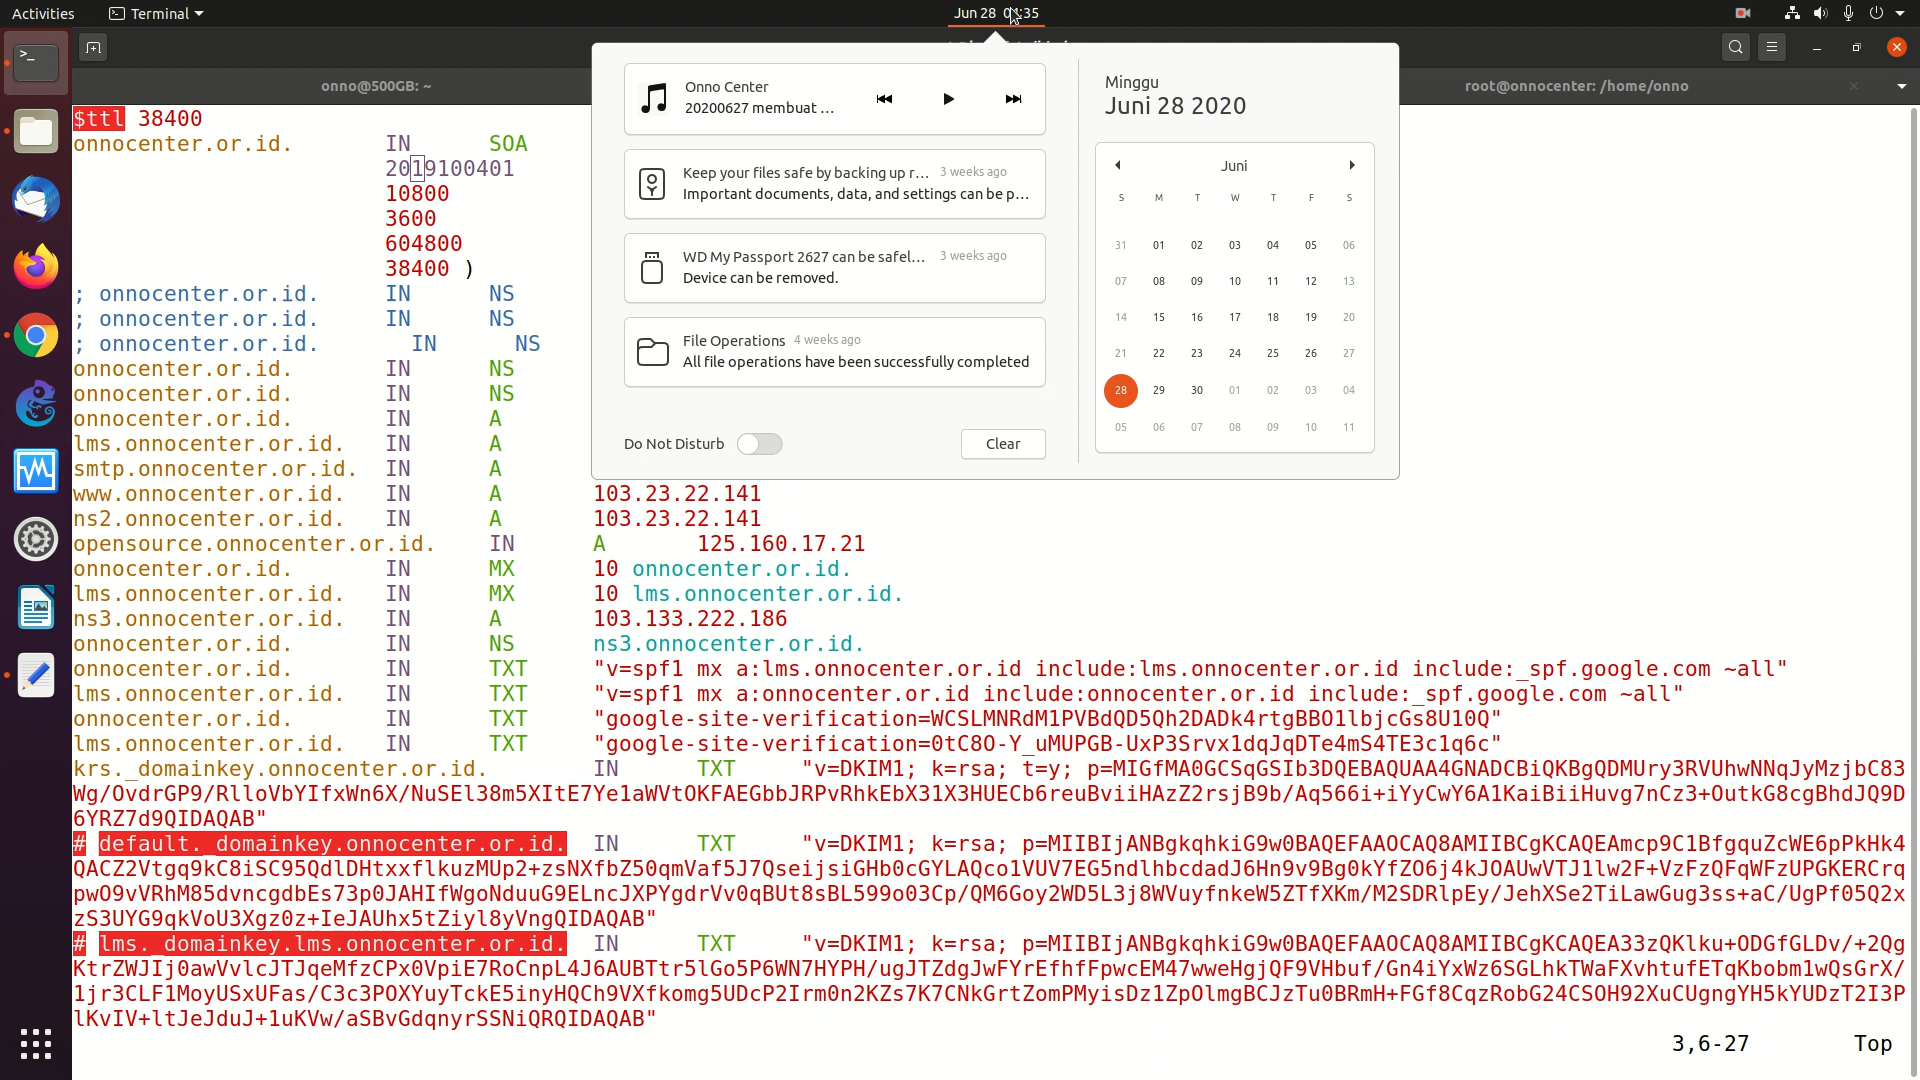 Activities Terminal Jun 28
onno@500GB: ~ root@onnocenter: /home/onno
Onno Center
20200627 membuat ...
Keep your files safe by backing up r... 3 weeks ago
Important documents, data, and settings can be p...
WD My Passport 2627 can be safel... 3 weeks ago
Device can be removed.
File Operations 4 weeks ago
All file operations have been successfully completed
Do Not Disturb Clear
Minggu
Juni 28 2020
Juni
S M T W T F S
31 01 02 03 04 05 06
07 08 09 10 11 12 13
14 15 16 17 18 19 20
21 22 23 24 25 26 27
28 29 30 01 02 03 04
05 06 07 08 09 10 11
$ttl 38400
onnocenter.or.id. IN SOA
2019100401
10800
3600
604800
38400 )
; onnocenter.or.id. IN NS
; onnocenter.or.id. IN NS
; onnocenter.or.id. IN NS
onnocenter.or.id. IN NS
onnocenter.or.id. IN NS
onnocenter.or.id. IN A
lms.onnocenter.or.id. IN A
smtp.onnocenter.or.id. IN A
www.onnocenter.or.id. IN A 103.23.22.141
ns2.onnocenter.or.id. IN A 103.23.22.141
opensource.onnocenter.or.id. IN A 125.160.17.21
onnocenter.or.id. IN MX 10 onnocenter.or.id.
lms.onnocenter.or.id. IN MX 10 lms.onnocenter.or.id.
ns3.onnocenter.or.id. IN A 103.133.222.186
onnocenter.or.id. IN NS ns3.onnocenter.or.id.
onnocenter.or.id. IN TXT "v=spf1 mx a:lms.onnocenter.or.id include:lms.onnocenter.or.id include:_spf.google.com ~all"
lms.onnocenter.or.id. IN TXT "v=spf1 mx a:onnocenter.or.id include:onnocenter.or.id include:_spf.google.com ~all"
onnocenter.or.id. IN TXT "google-site-verification=WCSLMNRdM1PVBdQD5Qh2DADk4rtgBBO1lbjcGs8U10Q"
lms.onnocenter.or.id. IN TXT "google-site-verification=0tC8O-Y_uMUPGB-UxP3Srvx1dqJqDTe4mS4TE3c1q6c"
krs._domainkey.onnocenter.or.id. IN TXT "v=DKIM1; k=rsa; t=y; p=MIGfMA0GCSqGSIb3DQEBAQUAA4GNADCBiQKBgQDMUry3RVUhwNNqJyMzjbC83
Wg/OvdrGP9/RlloVbYIfxWn6X/NuSEl38m5XItE7Ye1aWVtOKFAEGbbJRPvRhkEbX31X3HUECb6reuBviiHAzZ2rsjB9b/Aq566i+iYyCwY6A1KaiBiiHuvg7nCz3+OutkG8cgBhdJQ9D
6YRZ7d9QIDAQAB"
# default._domainkey.onnocenter.or.id. IN TXT "v=DKIM1; k=rsa; p=MIIBIjANBgkqhkiG9w0BAQEFAAOCAQ8AMIIBCgKCAQEAmcp9C1BfgquZcWE6pPkHk4
QACZ2Vtgq9kC8iSC95QdlDHtxxflkuzMUp2+zsNXfbZ50qmVaf5J7QseijsiGHb0cGYLAQco1VUV7EG5ndlhbcdadJ6Hn9v9Bg0kYfZO6j4kJOAUwVTJ1lw2F+VzFzQFqWFzUPGKERCrq
pwO9vVRhM85dvncgdbEs73p0JAHIfWgoNduuG9ELncJXPYgdrVv0qBUt8sBL599o03Cp/QM6Goy2WD5L3j8WVuyfnkeW5ZTfXKm/M2SDRlpEy/JehXSe2TiLawGug3ss+aC/UgPf05Q2x
zS3UYG9qkVoU3Xgz0z+IeJAUhx5tZiyl8yVngQIDAQAB"
# lms._domainkey.lms.onnocenter.or.id. IN TXT "v=DKIM1; k=rsa; p=MIIBIjANBgkqhkiG9w0BAQEFAAOCAQ8AMIIBCgKCAQEA33zQKlku+ODGfGLDv/+2Qg
KtrZWJIj0awVvlcJTJqeMfzCPx0VpiE7RoCnpL4J6AUBTtr5lGo5P6WN7HYPH/ugJTZdgJwFYrEfhfFpwcEM47wweHgjQF9VHbuf/Gn4iYxWz6SGLhkTWaFXvhtufETqKbobm1wQsGrX/
1jr3CLF1MoyUSxUFas/C3c3POXYuyTckE5inyHQCh9VXfkomg5UDcP2Irm0n2KZs7K7CNkGrtZomPMyisDz1ZpOlmgBCJzTu0BRmH+FGf8CqzRobG24CSOH92XuCUgngYH5kYUDzT2I3P
lKvIV+ltJeJduJ+1uKVw/aSBvGdqnyrSSNiQRQIDAQAB"
3,6-27 Top